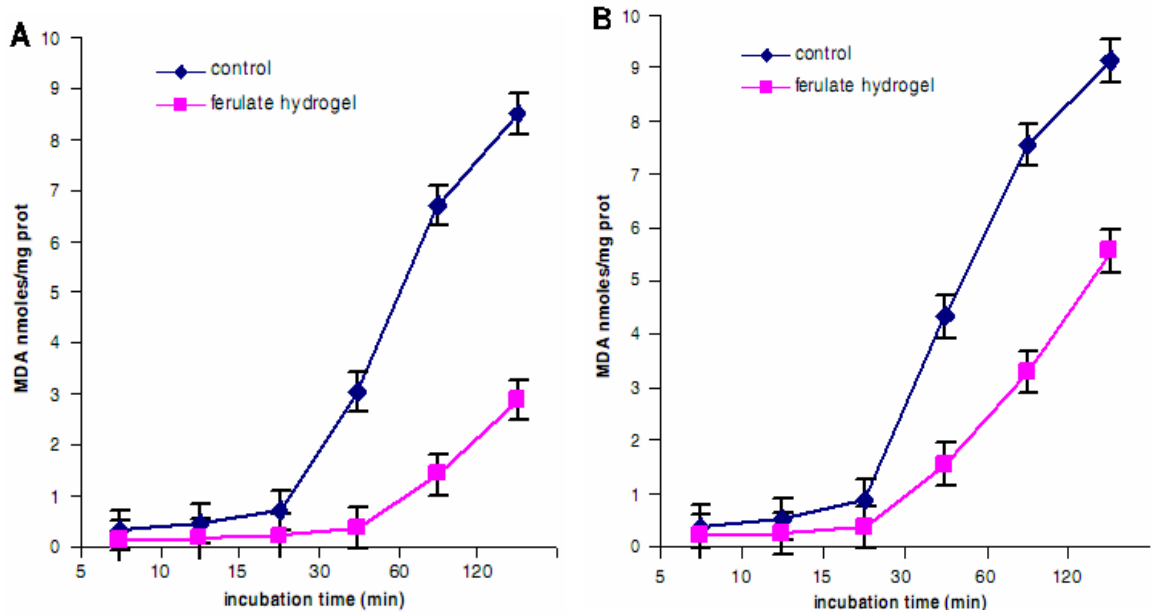 A
control
ferulate hydrogel
MDA nmoles/mg prot
10
9
8
7
6
5
4
3
2
1
0
5 10 15 30 60 120
incubation time (min)
B
control
ferulate hydrogel
MDA nmoles/mg prot
10
9
8
7
6
5
4
3
2
1
0
5 10 15 30 60 120
incubation time (min)